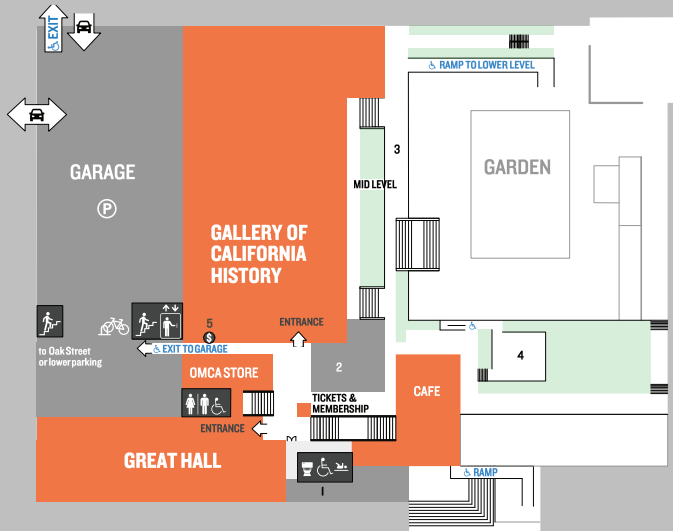 EXIT
RAMP TO LOWER LEVEL
3
GARAGE
P
GARDEN
MID LEVEL
GALLERY OF
CALIFORNIA
HISTORY
5
$
ENTRANCE
to Oak Street
or lower parking
EXIT TO GARAGE
4
2
OMCA STORE
TICKETS &
MEMBERSHIP
CAFE
ENTRANCE
GREAT HALL
RAMP
1